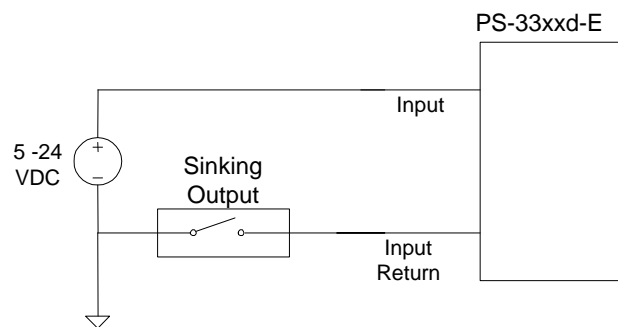 PS-33xxd-E
Input
5 -24
VDC
+
−
Sinking
Output
Input
Return